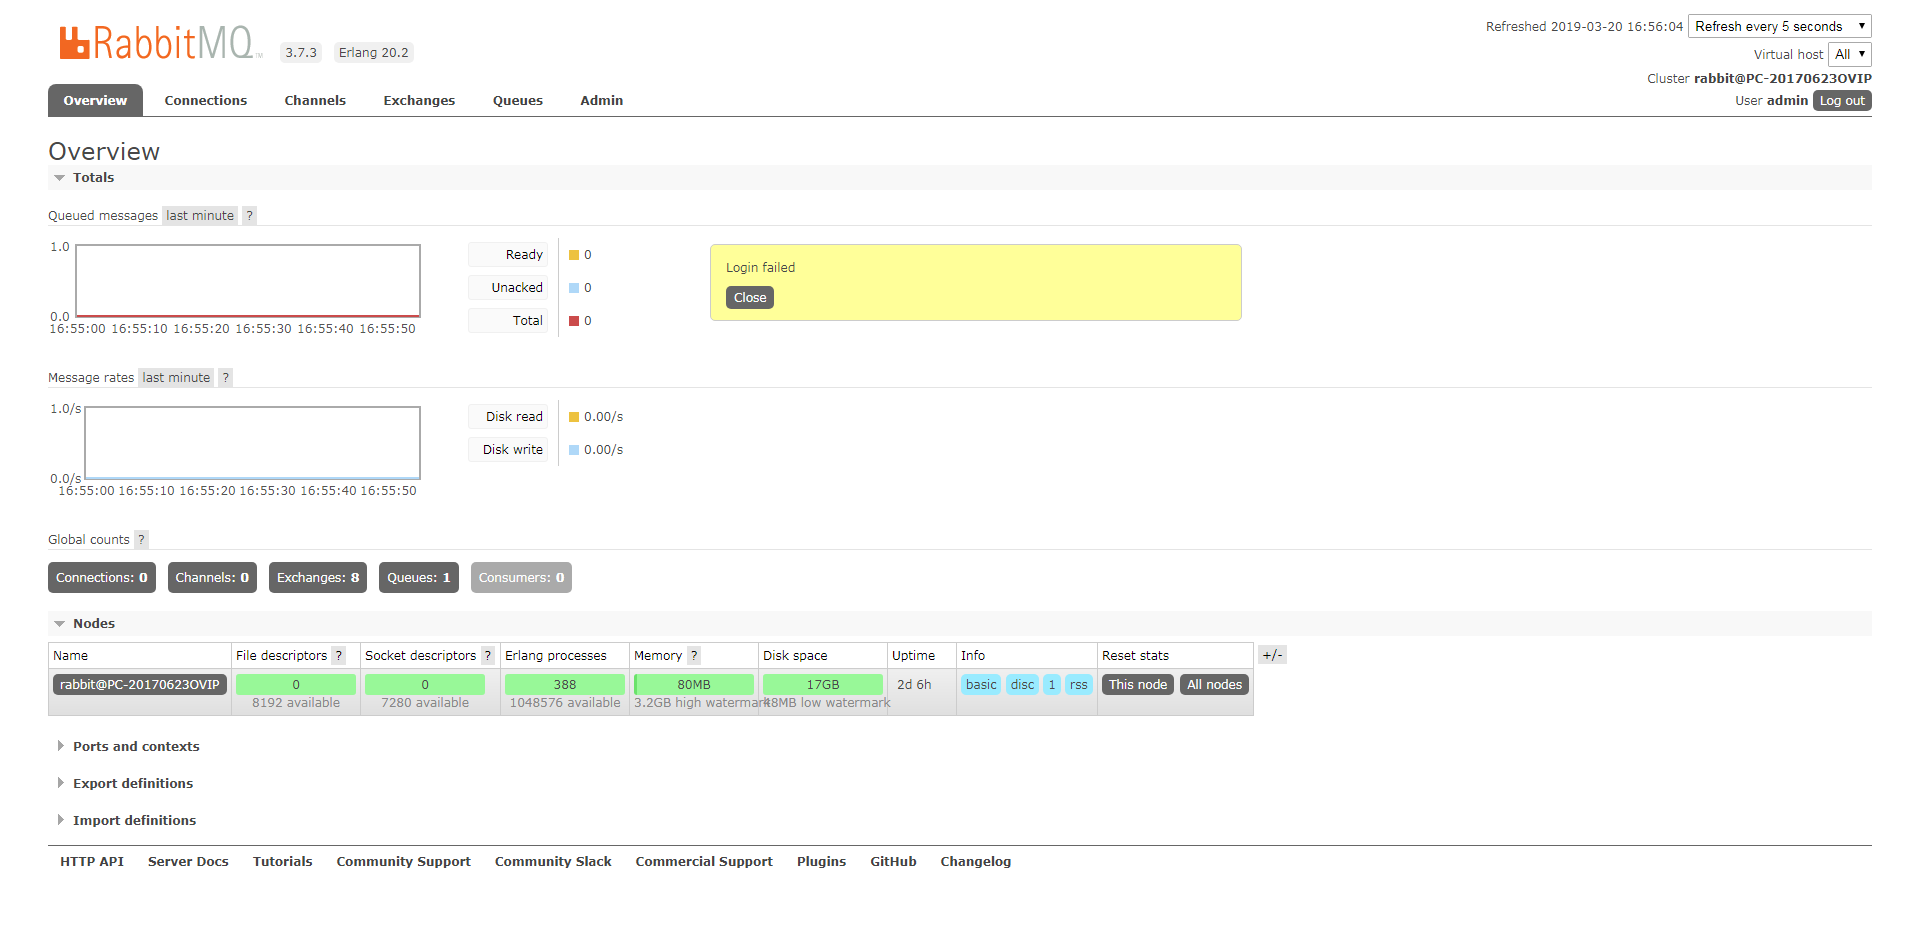 RabbitMQ TM 3.7.3 Erlang 20.2
Refreshed 2019-03-20 16:56:04 Refresh every 5 seconds
Virtual host All
Cluster rabbit@PC-20170623OVIP
User admin Log out
Overview Connections Channels Exchanges Queues Admin
Overview
Totals
Queued messages last minute ?
1.0
0.0
16:55:00 16:55:10 16:55:20 16:55:30 16:55:40 16:55:50
Ready 0
Unacked 0
Total 0
Login failed
Close
Message rates last minute ?
1.0/s
0.0/s
16:55:00 16:55:10 16:55:20 16:55:30 16:55:40 16:55:50
Disk read 0.00/s
Disk write 0.00/s
Global counts ?
Connections: 0 Channels: 0 Exchanges: 8 Queues: 1 Consumers: 0
Nodes
Name File descriptors ? Socket descriptors ? Erlang processes Memory ? Disk space Uptime Info Reset stats +/-
rabbit@PC-20170623OVIP 0 0 388 80MB 17GB 2d 6h basic disc 1 rss This node All nodes
8192 available 7280 available 1048576 available 3.2GB high watermark 48MB low watermark
Ports and contexts
Export definitions
Import definitions
HTTP API Server Docs Tutorials Community Support Community Slack Commercial Support Plugins GitHub Changelog